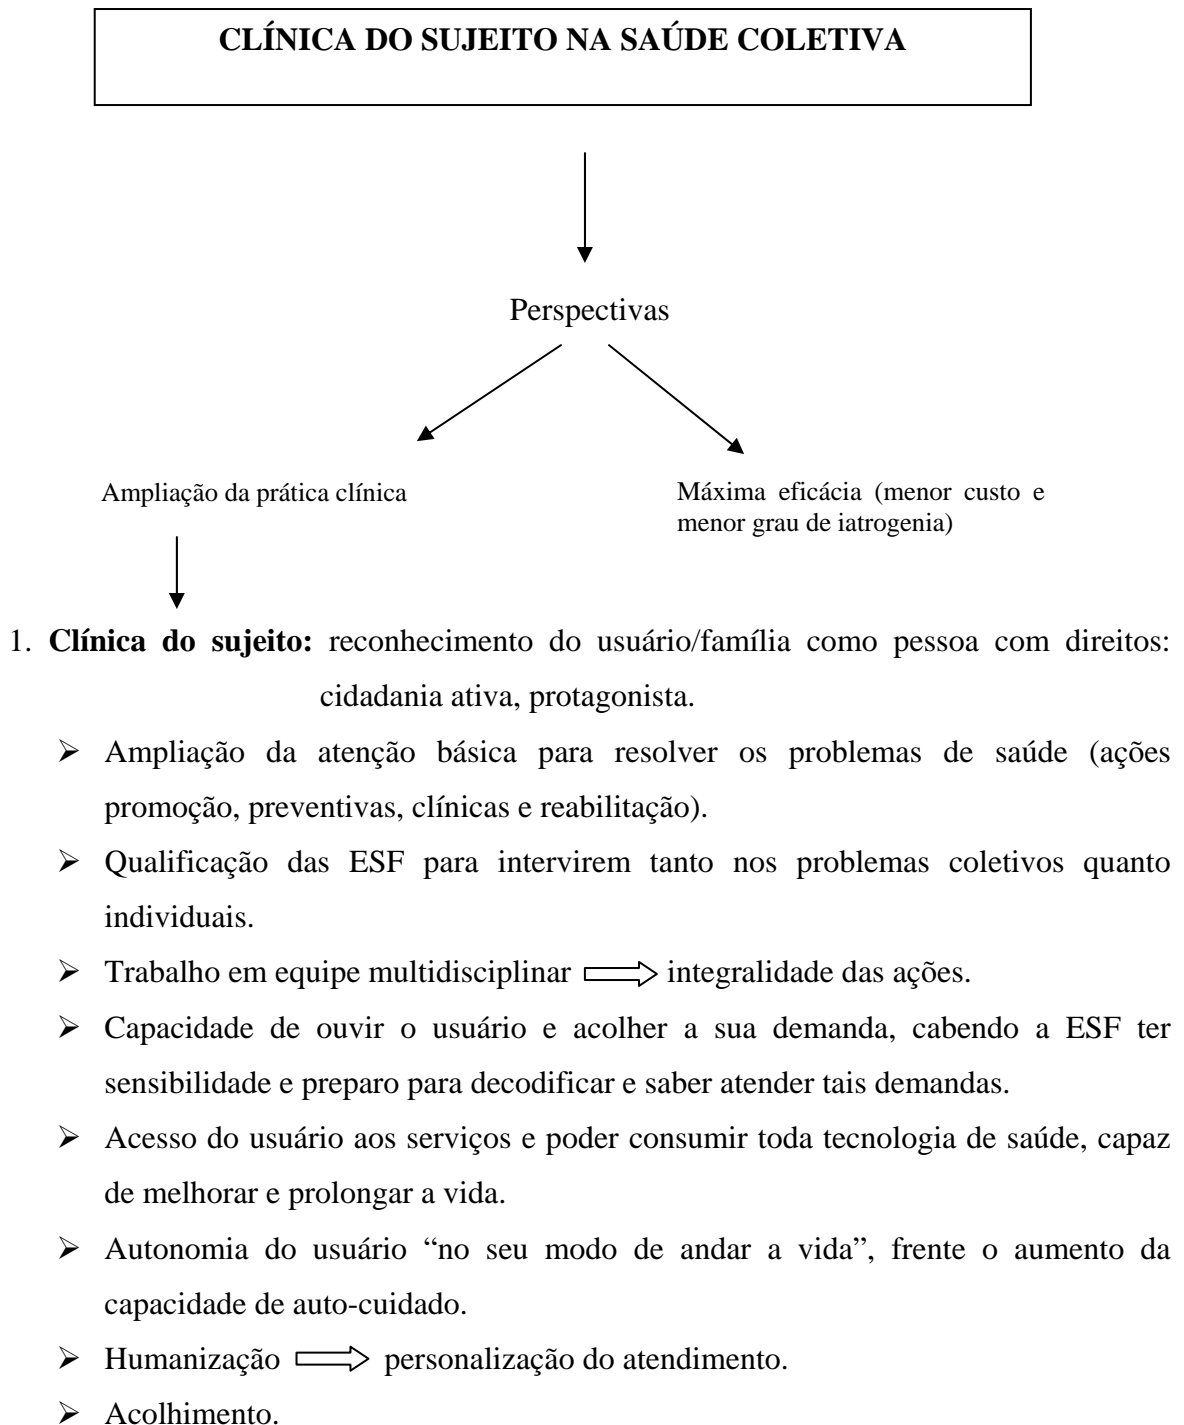 CLÍNICA DO SUJEITO NA SAÚDE COLETIVA
Perspectivas
Ampliação da prática clínica
Máxima eficácia (menor custo e
menor grau de iatrogenia)
1. Clínica do sujeito: reconhecimento do usuário/família como pessoa com direitos:
cidadania ativa, protagonista.
➢ Ampliação da atenção básica para resolver os problemas de saúde (ações
promoção, preventivas, clínicas e reabilitação).
➢ Qualificação das ESF para intervirem tanto nos problemas coletivos quanto
individuais.
➢ Trabalho em equipe multidisciplinar ⇒ integralidade das ações.
➢ Capacidade de ouvir o usuário e acolher a sua demanda, cabendo a ESF ter
sensibilidade e preparo para decodificar e saber atender tais demandas.
➢ Acesso do usuário aos serviços e poder consumir toda tecnologia de saúde, capaz
de melhorar e prolongar a vida.
➢ Autonomia do usuário “no seu modo de andar a vida”, frente o aumento da
capacidade de auto-cuidado.
➢ Humanização ⇒ personalização do atendimento.
➢ Acolhimento.